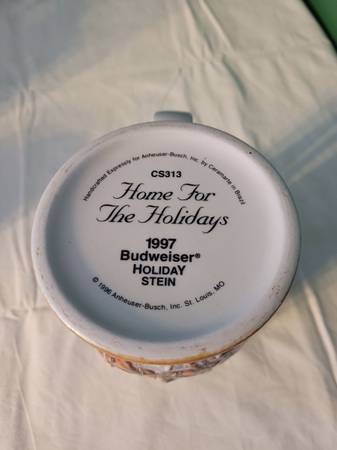 Handcrafted Expressly for Anheuser-Busch, Inc. by Ceramarte in Brazil
CS313
Home For
The Holidays
1997
Budweiser®
HOLIDAY
STEIN
© 1996 Anheuser-Busch, Inc. St. Louis, MO